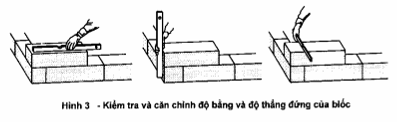 Hình 3 - Kiểm tra và căn chỉnh độ bằng và độ thẳng đứng của blốc